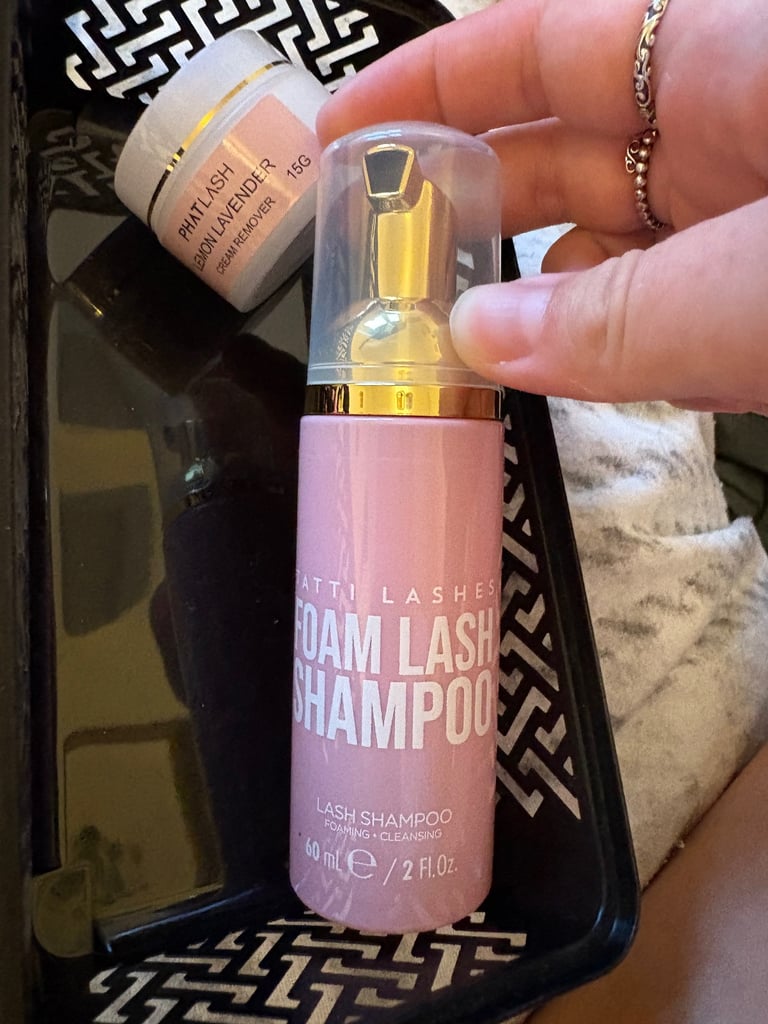 PHATLASH
LEMON LAVENDER
CREAM REMOVER
15G
TATTI LASHES
FOAM LASH
SHAMPOO
LASH SHAMPOO
FOAMING • CLEANSING
60 mL e / 2 Fl.Oz.